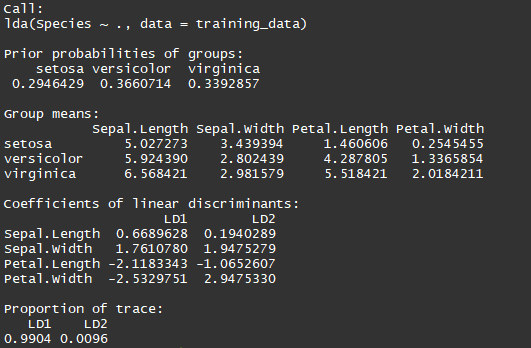 Call:
lda(Species ~ ., data = training_data)
Prior probabilities of groups:
setosa versicolor virginica
0.2946429 0.3660714 0.3392857
Group means:
Sepal.Length Sepal.Width Petal.Length Petal.Width
setosa 5.027273 3.439394 1.460606 0.2545455
versicolor 5.924390 2.802439 4.287805 1.3365854
virginica 6.568421 2.981579 5.518421 2.0184211
Coefficients of linear discriminants:
LD1 LD2
Sepal.Length 0.6689628 0.1940289
Sepal.Width 1.7610780 1.9475279
Petal.Length -2.1183343 -1.0652607
Petal.Width -2.5329751 2.9475330
Proportion of trace:
LD1 LD2
0.9904 0.0096